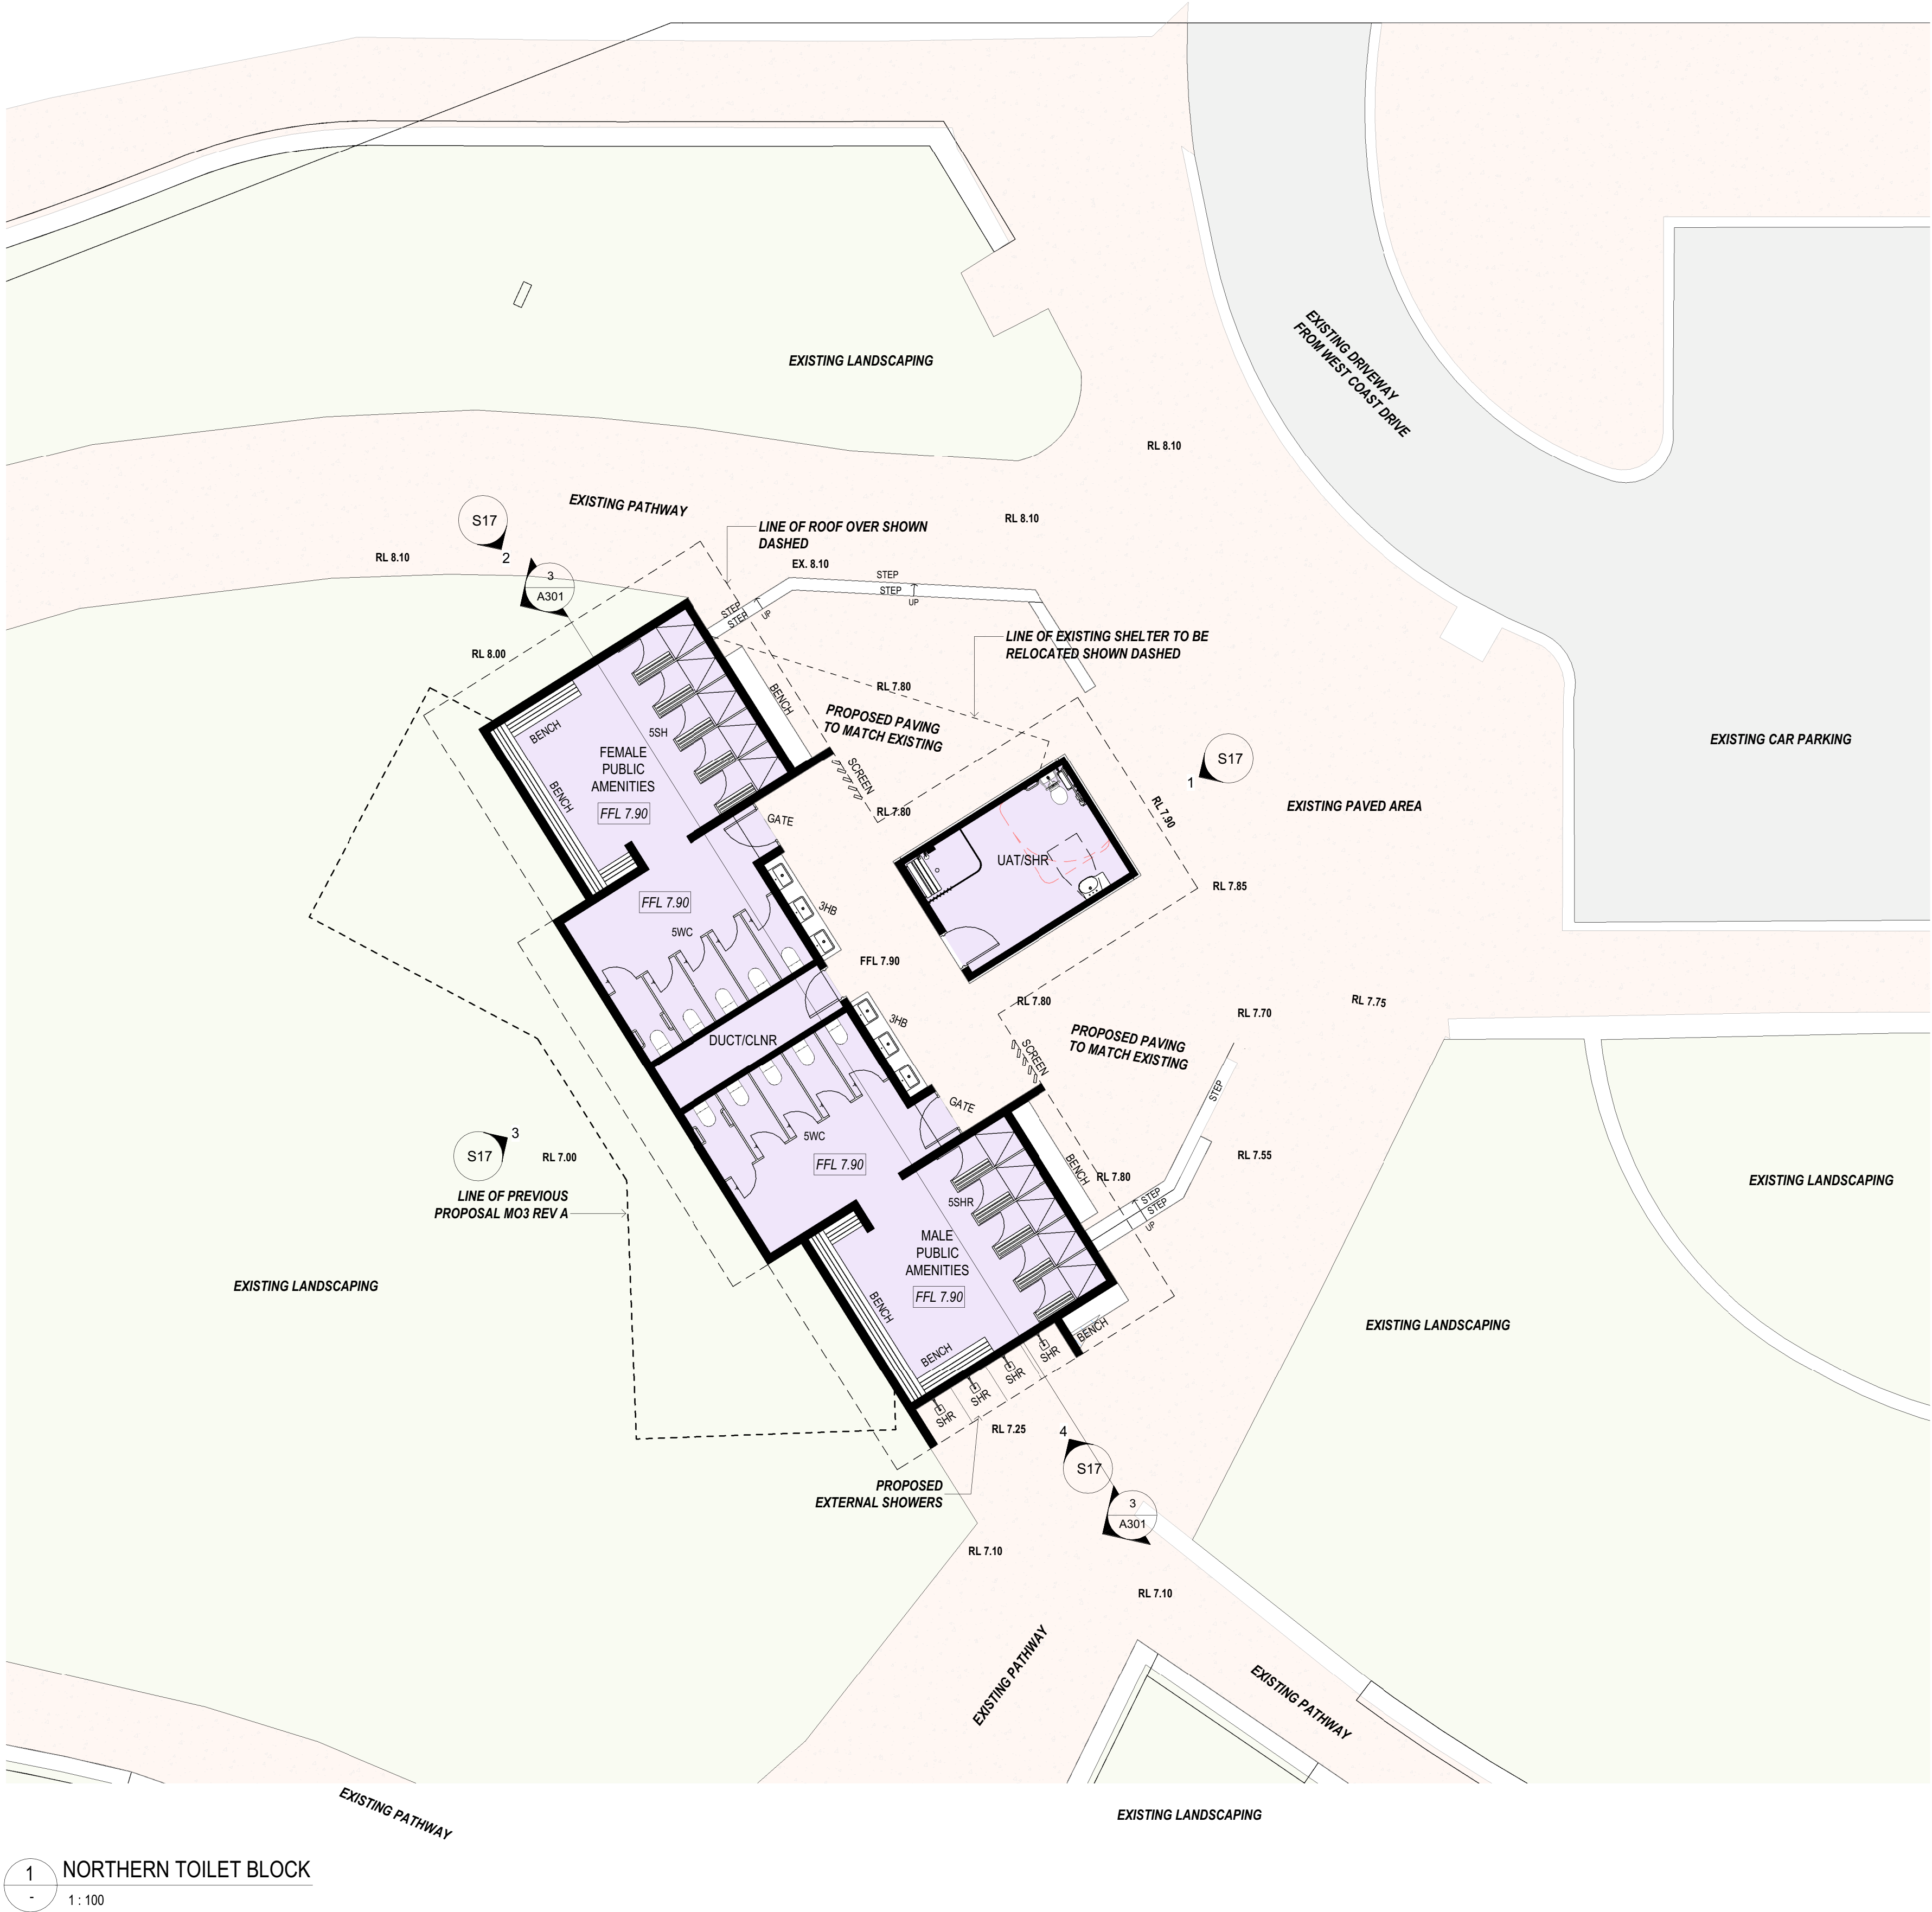 EXISTING LANDSCAPING
EXISTING DRIVEWAY
FROM WEST COAST DRIVE
RL 8.10
EXISTING PATHWAY
S17
2
RL 8.10
LINE OF ROOF OVER SHOWN
DASHED
RL 8.10
EX. 8.10
3
A301
STEP
STEP
UP
STEP
STEP
UP
LINE OF EXISTING SHELTER TO BE
RELOCATED SHOWN DASHED
RL 8.00
RL 7.80
BENCH
PROPOSED PAVING
TO MATCH EXISTING
BENCH
5SH
FEMALE
PUBLIC
AMENITIES
FFL 7.90
BENCH
SCREEN
RL 7.80
GATE
S17
1
RL 7.90
EXISTING CAR PARKING
EXISTING PAVED AREA
UAT/SHR
RL 7.85
FFL 7.90
3HB
5WC
FFL 7.90
RL 7.80
RL 7.70
RL 7.75
3HB
DUCT/CLNR
SCREEN
PROPOSED PAVING
TO MATCH EXISTING
GATE
STEP
5WC
FFL 7.90
S17
3
RL 7.00
LINE OF PREVIOUS
PROPOSAL MO3 REV A
BENCH
RL 7.80
RL 7.55
STEP
STEP
UP
5SHR
MALE
PUBLIC
AMENITIES
FFL 7.90
EXISTING LANDSCAPING
EXISTING LANDSCAPING
EXISTING LANDSCAPING
BENCH
BENCH
BENCH
SHR
SHR
SHR
SHR
RL 7.25
4
S17
PROPOSED
EXTERNAL SHOWERS
3
A301
RL 7.10
RL 7.10
EXISTING PATHWAY
EXISTING PATHWAY
EXISTING PATHWAY
EXISTING LANDSCAPING
1
-
NORTHERN TOILET BLOCK
1 : 100